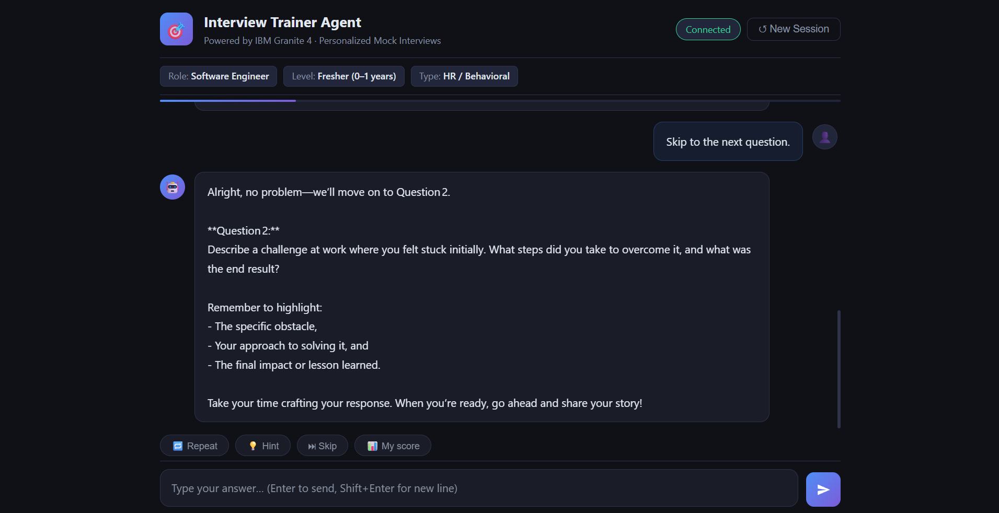 Interview Trainer Agent
Powered by IBM Granite 4 · Personalized Mock Interviews
Connected
↺ New Session
Role: Software Engineer
Level: Fresher (0–1 years)
Type: HR / Behavioral
Skip to the next question.
Alright, no problem—we’ll move on to Question 2.
**Question 2:**
Describe a challenge at work where you felt stuck initially. What steps did you take to overcome it, and what was
the end result?
Remember to highlight:
- The specific obstacle,
- Your approach to solving it, and
- The final impact or lesson learned.
Take your time crafting your response. When you’re ready, go ahead and share your story!
Repeat
Hint
Skip
My score
Type your answer... (Enter to send, Shift+Enter for new line)